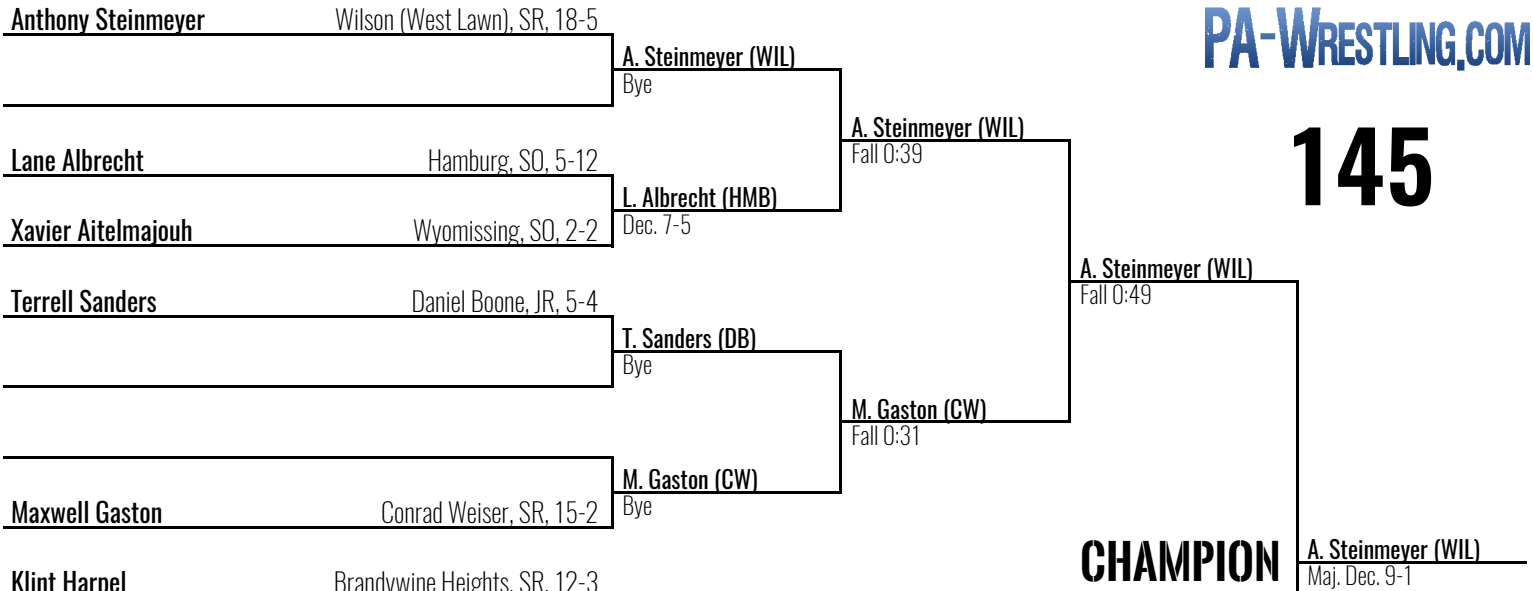 Anthony Steinmeyer Wilson (West Lawn), SR, 18-5
PA-WRESTLING.COM
A. Steinmeyer (WIL)
Bye
A. Steinmeyer (WIL)
Fall 0:39
145
Lane Albrecht Hamburg, SO, 5-12
L. Albrecht (HMB)
Dec. 7-5
Xavier Aitelmajouh Wyomissing, SO, 2-2
A. Steinmeyer (WIL)
Fall 0:49
Terrell Sanders Daniel Boone, JR, 5-4
T. Sanders (DB)
Bye
M. Gaston (CW)
Fall 0:31
M. Gaston (CW)
Bye
Maxwell Gaston Conrad Weiser, SR, 15-2
CHAMPION
A. Steinmeyer (WIL)
Maj. Dec. 9-1
Klint Harpel Brandywine Heights, SR, 12-3